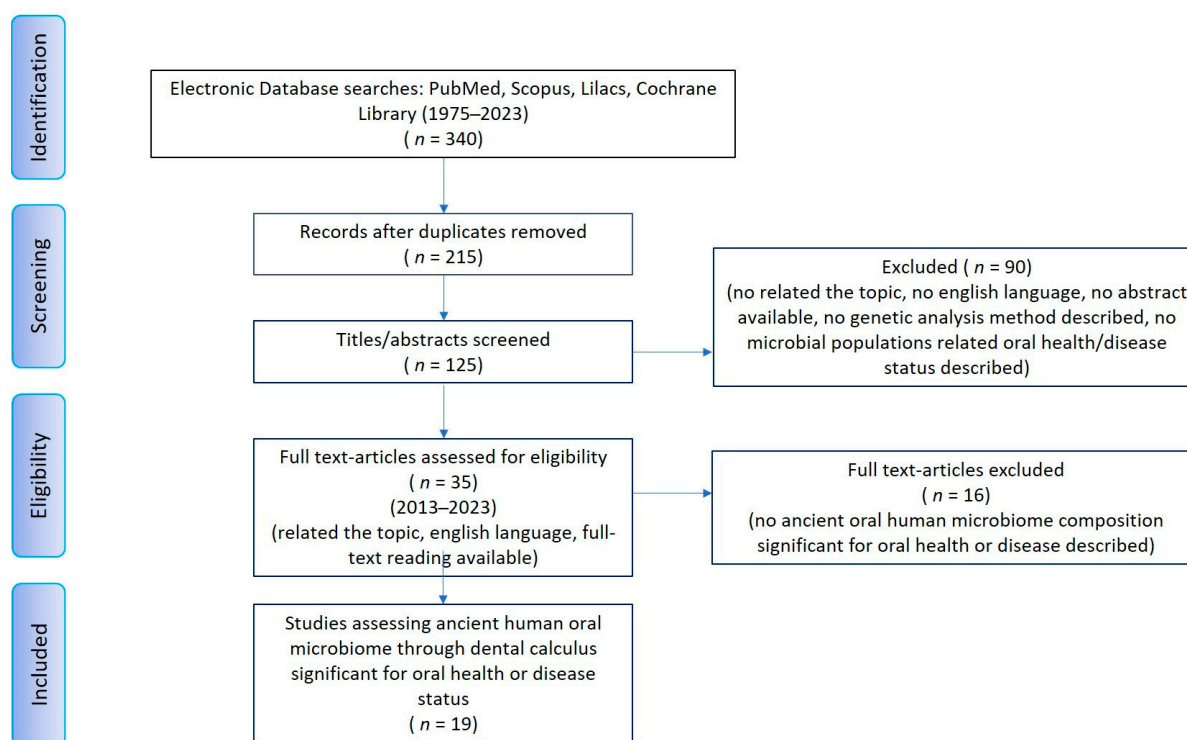 Identification
Electronic Database searches: PubMed, Scopus, Lilacs, Cochrane
Library (1975–2023)
( n = 340)
Screening
Records after duplicates removed
( n = 215)
Titles/abstracts screened
( n = 125)
Excluded ( n = 90)
(no related the topic, no english language, no abstract
available, no genetic analysis method described, no
microbial populations related oral health/disease
status described)
Eligibility
Full text-articles assessed for eligibility
( n = 35)
(2013–2023)
(related the topic, english language, full-
text reading available)
Full text-articles excluded
( n = 16)
(no ancient oral human microbiome composition
significant for oral health or disease described)
Included
Studies assessing ancient human oral
microbiome through dental calculus
significant for oral health or disease
status
( n = 19)